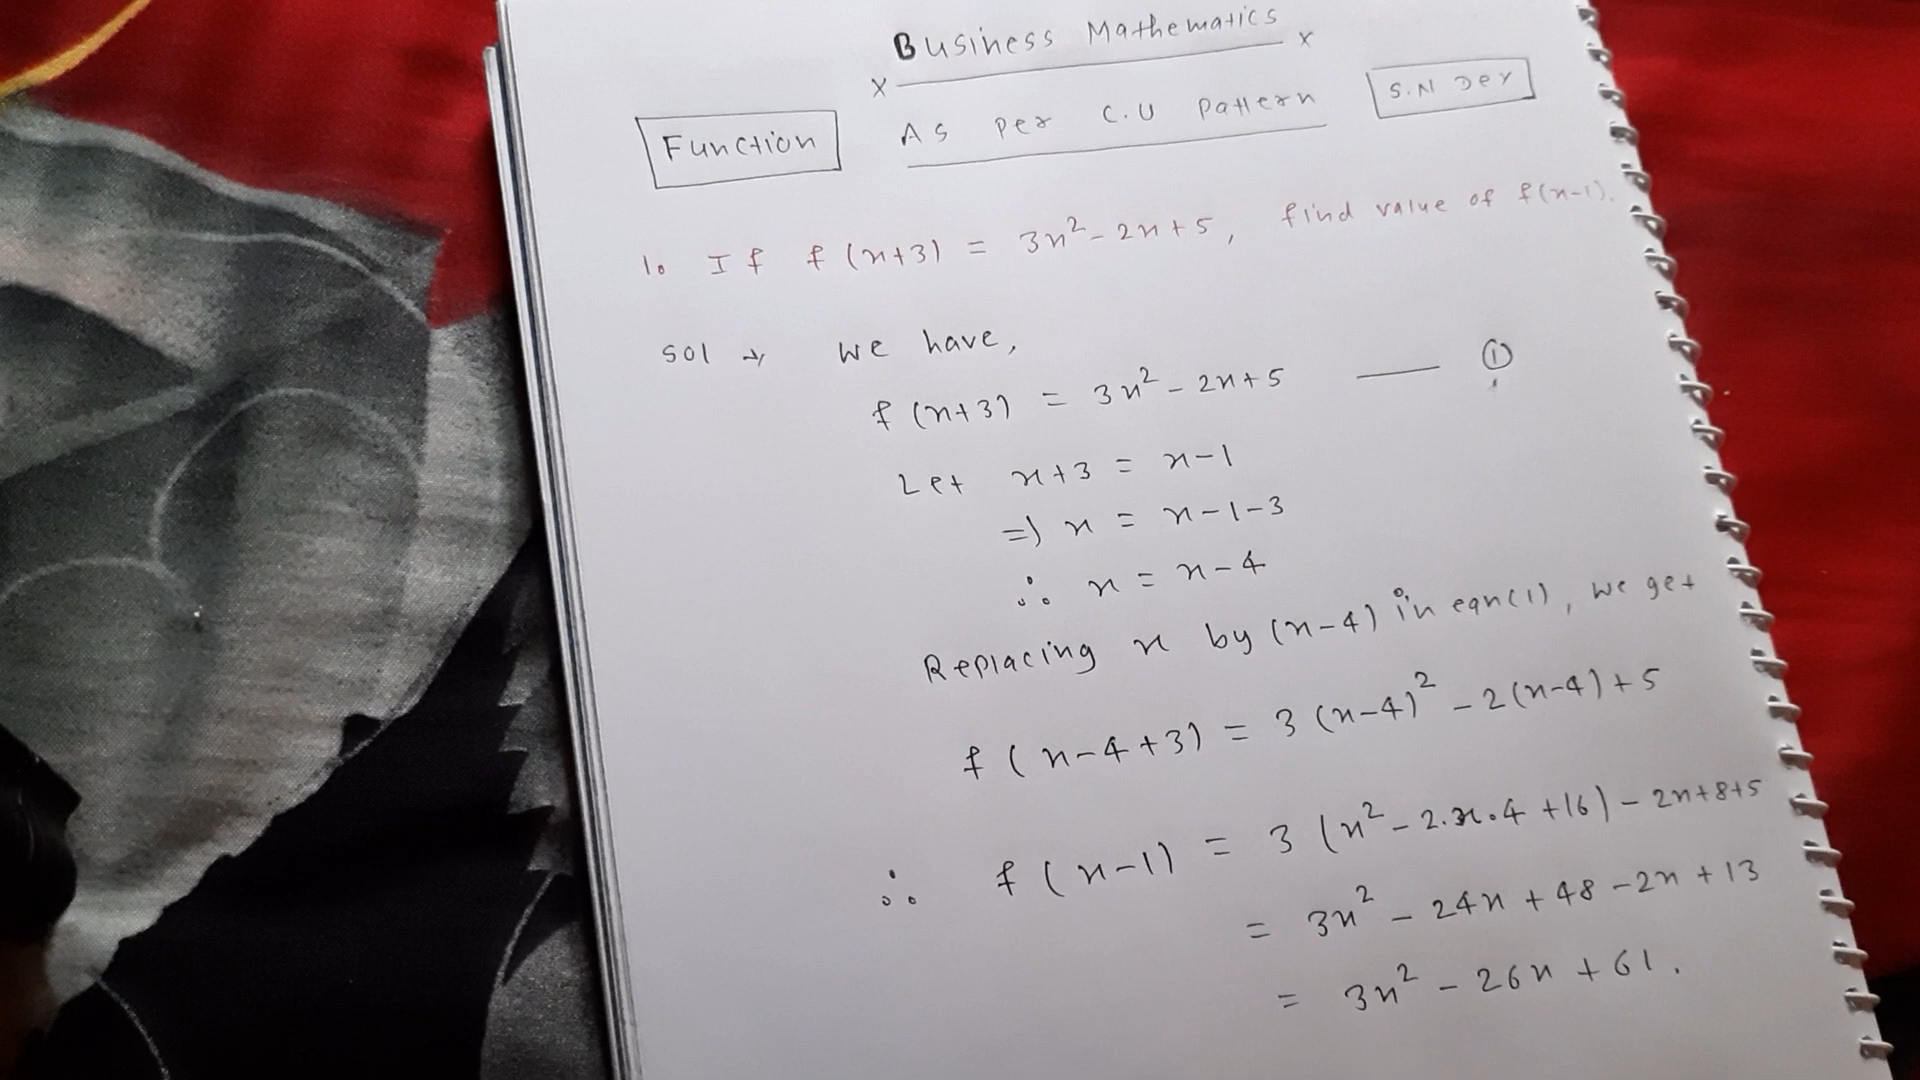 Business Mathematics
x x
As per C.U pattern
S.N Dey
Function
1. If f(x+3) = 3x² - 2x + 5, find value of f(x-1).
Sol → we have,
f(x+3) = 3x² - 2x + 5 —— ①
Let x+3 = x-1
=> x = x-1-3
∴ x = x-4
Replacing x by (x-4) in eqn(1), we get
f(x-4+3) = 3(x-4)² - 2(x-4) + 5
∴ f(x-1) = 3(x² - 2.x.4 + 16) - 2x + 8 + 5
= 3x² - 24x + 48 - 2x + 13
= 3x² - 26x + 61.